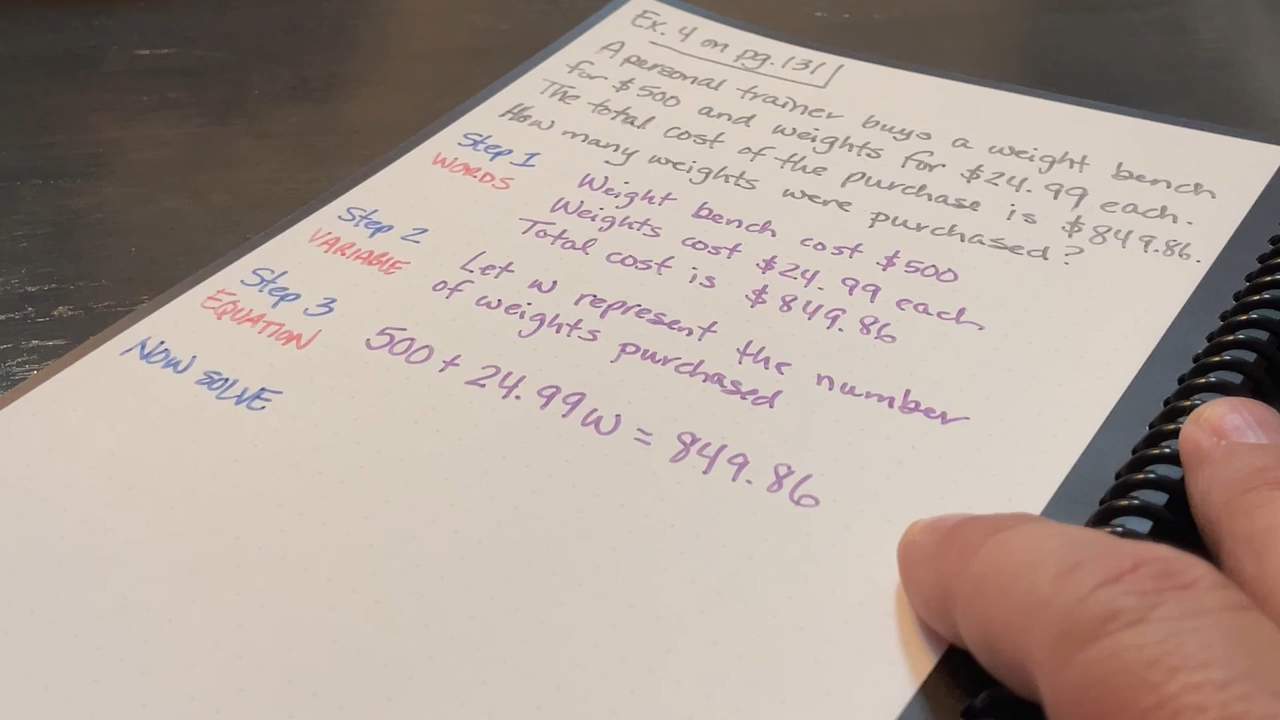 Ex. 4 on pg. 131
A personal trainer buys a weight bench
for $500 and weights for $24.99 each.
The total cost of the purchase is $849.86.
How many weights were purchased?
Step 1
WORDS
Weight bench cost $500
Weights cost $24.99 each
Total cost is $849.86
Step 2
VARIABLE
Let w represent the number
of weights purchased
Step 3
EQUATION
500 + 24.99w = 849.86
NOW SOLVE